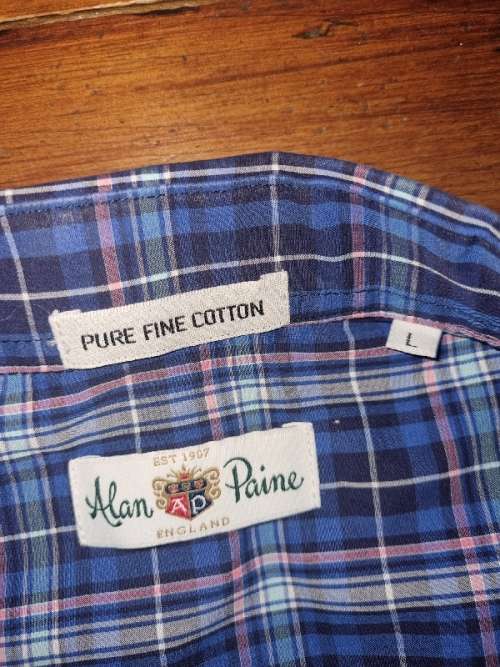 PURE FINE COTTON
L
EST 1907
Alan AP Paine
ENGLAND